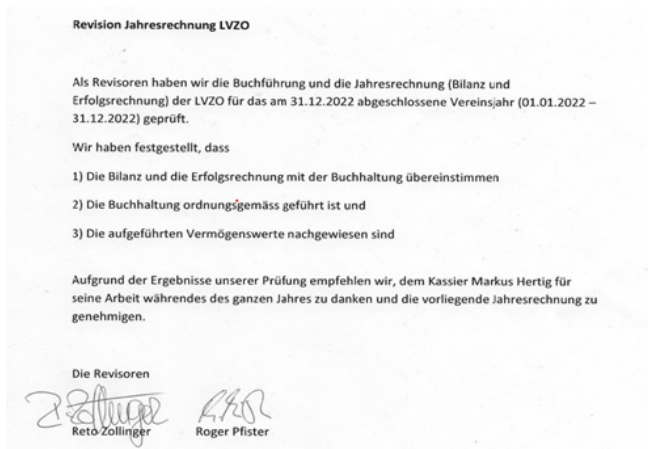 Revision Jahresrechnung LVZO
Als Revisoren haben wir die Buchführung und die Jahresrechnung (Bilanz und
Erfolgsrechnung) der LVZO für das am 31.12.2022 abgeschlossene Vereinsjahr (01.01.2022 –
31.12.2022) geprüft.
Wir haben festgestellt, dass
1) Die Bilanz und die Erfolgsrechnung mit der Buchhaltung übereinstimmen
2) Die Buchhaltung ordnungsgemäss geführt ist und
3) Die aufgeführten Vermögenswerte nachgewiesen sind
Aufgrund der Ergebnisse unserer Prüfung empfehlen wir, dem Kassier Markus Hertig für
seine Arbeit währendes des ganzen Jahres zu danken und die vorliegende Jahresrechnung zu
genehmigen.
Die Revisoren
Reto Zollinger Roger Pfister